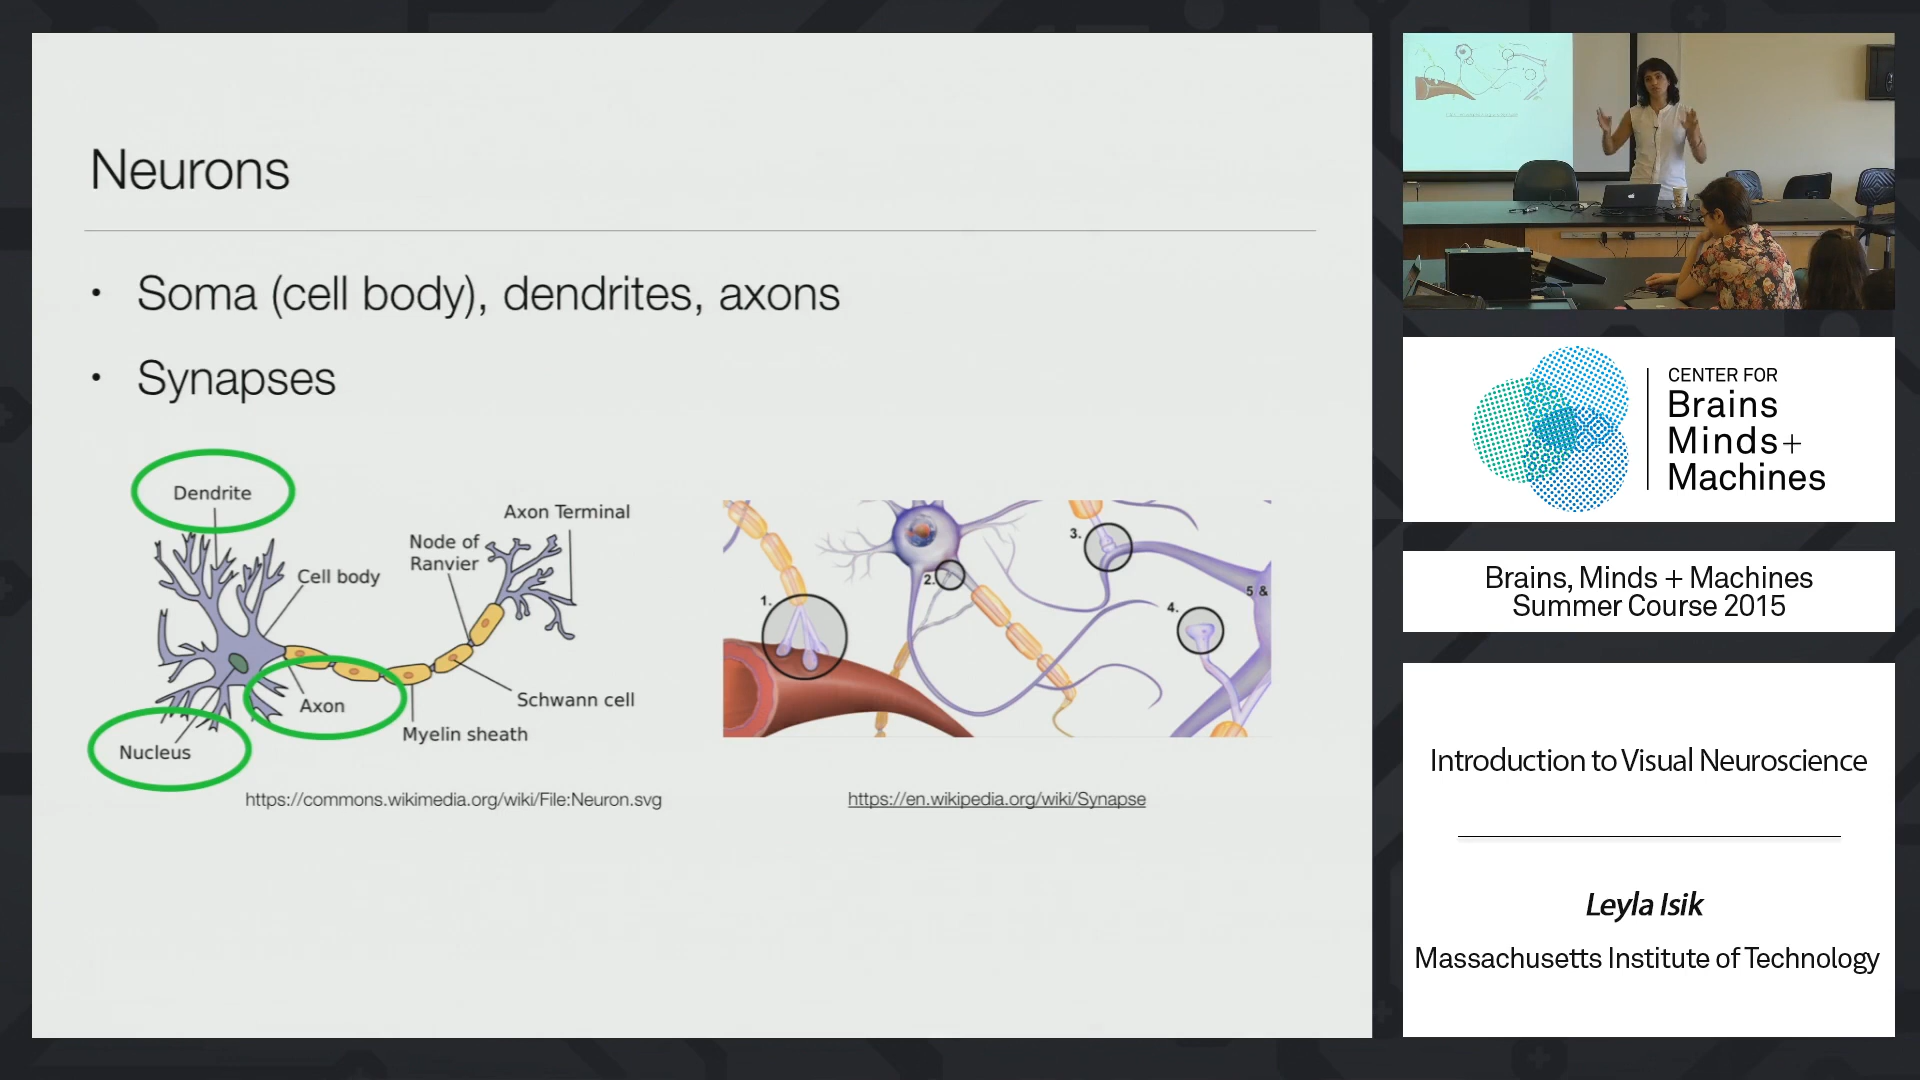 Neurons
• Soma (cell body), dendrites, axons
• Synapses
Dendrite
Cell body
Node of
Ranvier
Axon Terminal
Axon
Schwann cell
Myelin sheath
Nucleus
https://commons.wikimedia.org/wiki/File:Neuron.svg
1.
2.
3.
4.
5 &
https://en.wikipedia.org/wiki/Synapse
CENTER FOR
Brains
Minds+
Machines
Brains, Minds + Machines
Summer Course 2015
Introduction to Visual Neuroscience
Leyla Isik
Massachusetts Institute of Technology